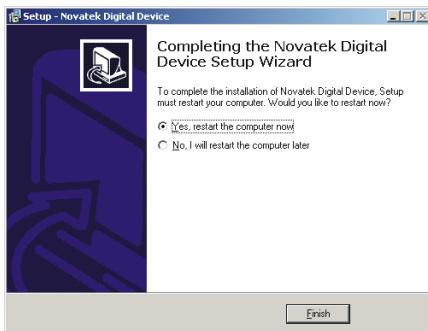 Setup - Novatek Digital Device
Completing the Novatek Digital
Device Setup Wizard
To complete the installation of Novatek Digital Device, Setup
must restart your computer. Would you like to restart now?
Yes, restart the computer now
No, I will restart the computer later
Finish